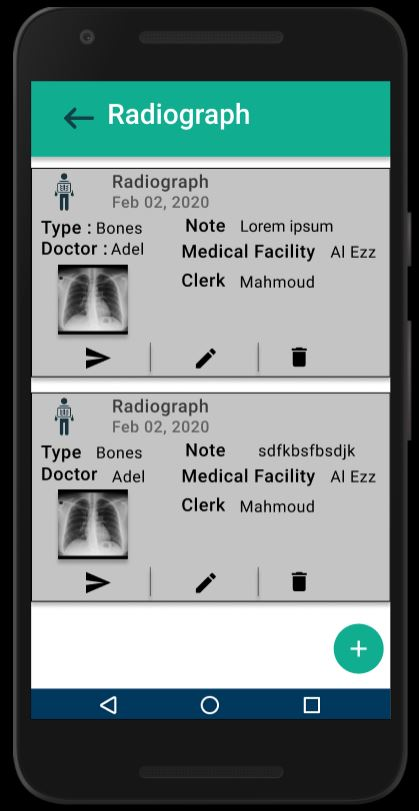 Radiograph
Radiograph
Feb 02, 2020
Type : Bones
Note Lorem ipsum
Doctor : Adel
Medical Facility Al Ezz
Clerk Mahmoud
Radiograph
Feb 02, 2020
Type Bones
Note sdfkbsfbsdjk
Doctor Adel
Medical Facility Al Ezz
Clerk Mahmoud